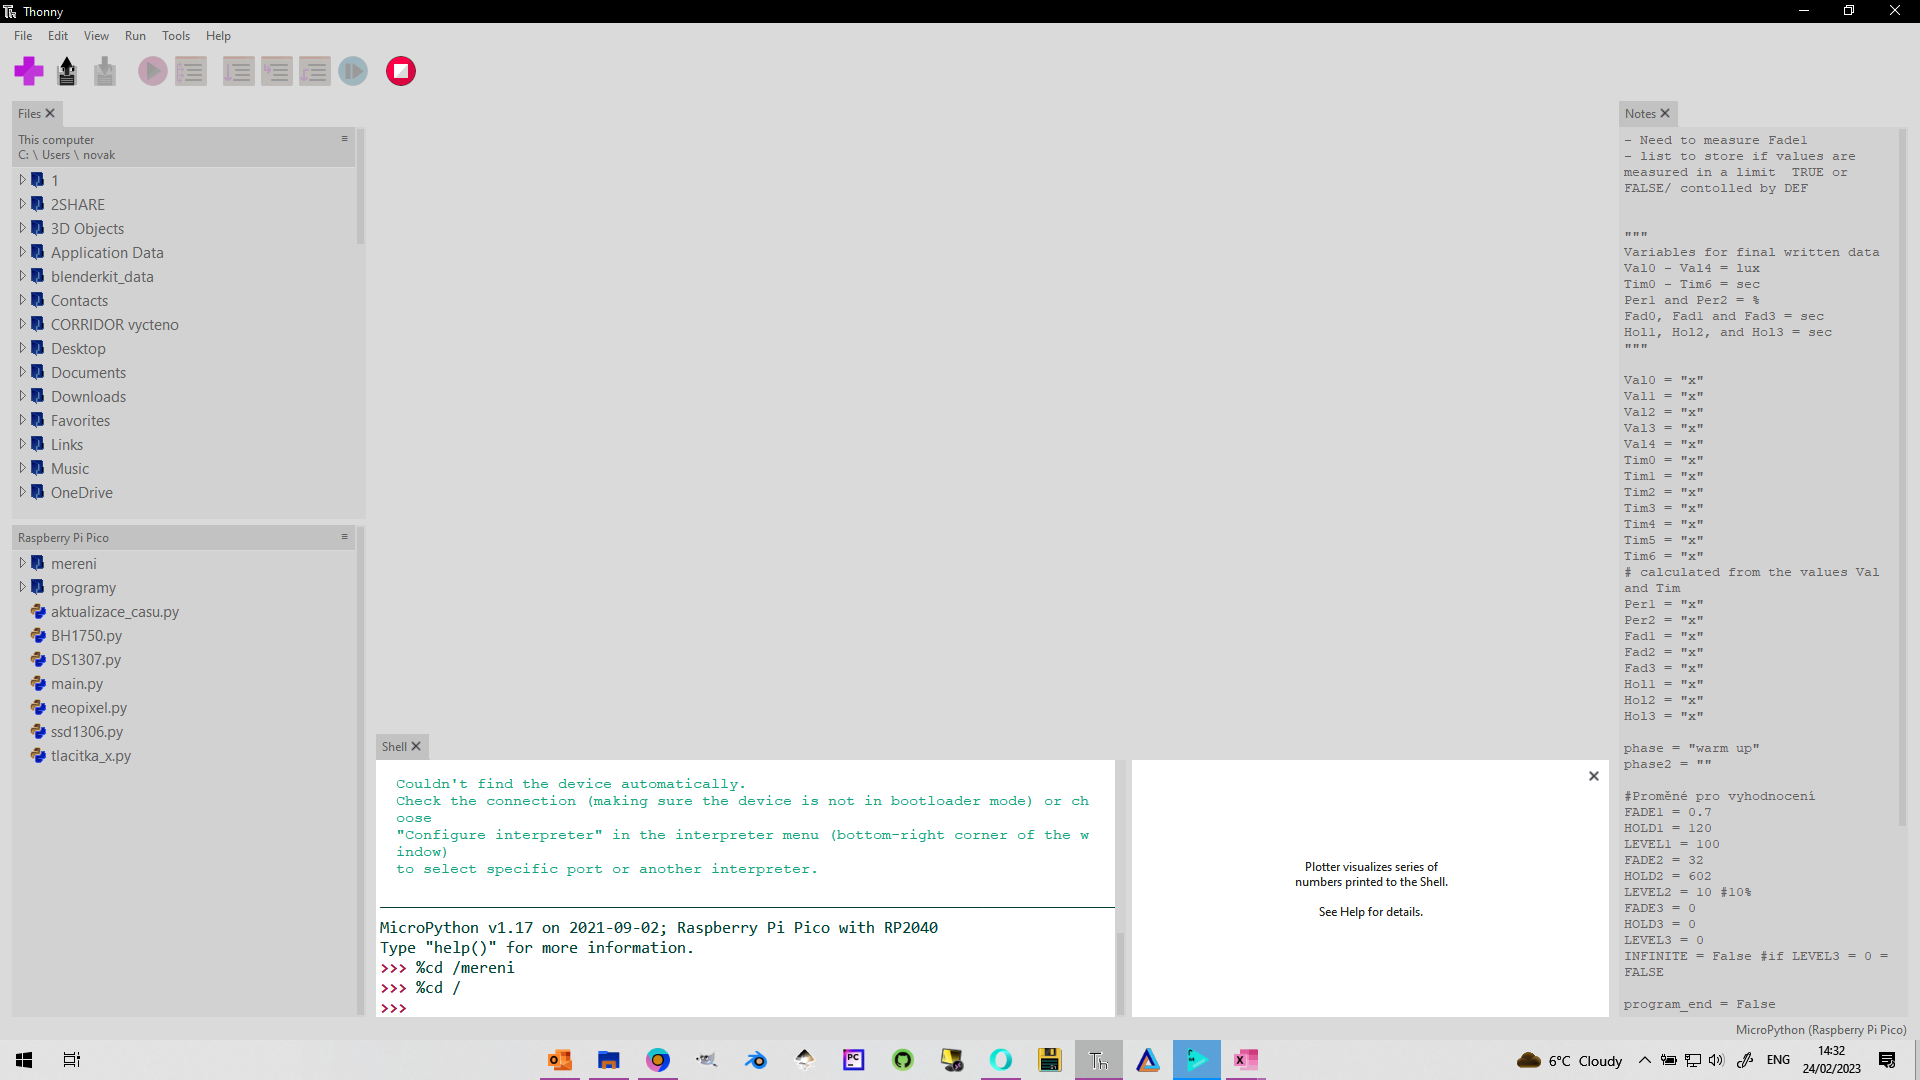 Thonny
File Edit View Run Tools Help
Files
This computer
C: \ Users \ novak
1
2SHARE
3D Objects
Application Data
blenderkit_data
Contacts
CORRIDOR vycteno
Desktop
Documents
Downloads
Favorites
Links
Music
OneDrive
Raspberry Pi Pico
mereni
programy
aktualizace_casu.py
BH1750.py
DS1307.py
main.py
neopixel.py
ssd1306.py
tlacitka_x.py
Shell
Couldn't find the device automatically.
Check the connection (making sure the device is not in bootloader mode) or ch
oose
"Configure interpreter" in the interpreter menu (bottom-right corner of the w
indow)
to select specific port or another interpreter.
MicroPython v1.17 on 2021-09-02; Raspberry Pi Pico with RP2040
Type "help()" for more information.
>>> %cd /mereni
>>> %cd /
>>>
Plotter visualizes series of
numbers printed to the Shell.
See Help for details.
Notes
- Need to measure Fade1
- list to store if values are
measured in a limit  TRUE or
FALSE/ contolled by DEF
"""
Variables for final written data
Val0 - Val4 = lux
Tim0 - Tim6 = sec
Per1 and Per2 = %
Fad0, Fad1 and Fad3 = sec
Hol1, Hol2, and Hol3 = sec
"""
Val0 = "x"
Val1 = "x"
Val2 = "x"
Val3 = "x"
Val4 = "x"
Tim0 = "x"
Tim1 = "x"
Tim2 = "x"
Tim3 = "x"
Tim4 = "x"
Tim5 = "x"
Tim6 = "x"
# calculated from the values Val
and Tim
Per1 = "x"
Per2 = "x"
Fad1 = "x"
Fad2 = "x"
Fad3 = "x"
Hol1 = "x"
Hol2 = "x"
Hol3 = "x"
phase = "warm up"
phase2 = ""
#Proměné pro vyhodnocení
FADE1 = 0.7
HOLD1 = 120
LEVEL1 = 100
FADE2 = 32
HOLD2 = 602
LEVEL2 = 10 #10%
FADE3 = 0
HOLD3 = 0
LEVEL3 = 0
INFINITE = False #if LEVEL3 = 0 =
FALSE
program_end = False
MicroPython (Raspberry Pi Pico)
6°C Cloudy
ENG
14:32
24/02/2023